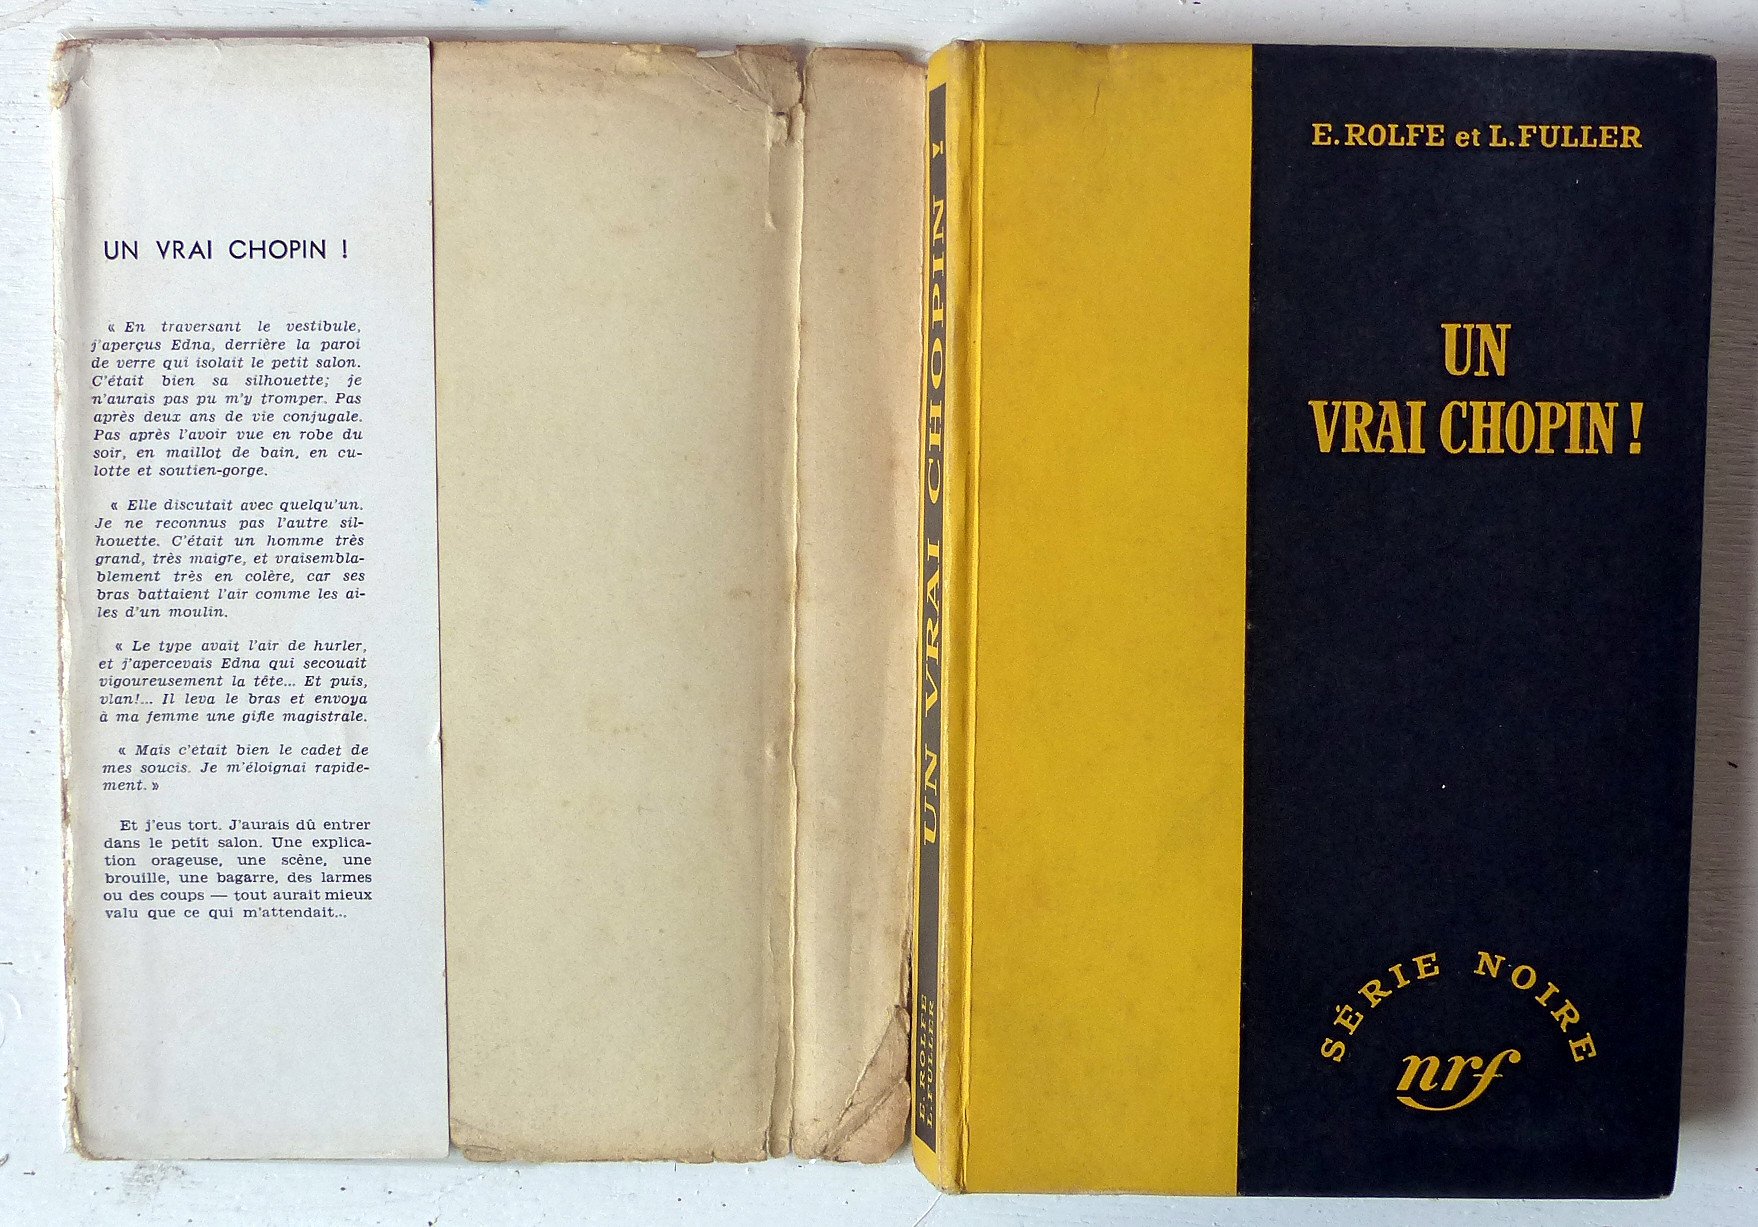 UN VRAI CHOPIN !
« En traversant le vestibule,
j'aperçus Edna, derrière la paroi
de verre qui isolait le petit salon.
C'était bien sa silhouette; je
n'aurais pas pu m'y tromper. Pas
après deux ans de vie conjugale.
Pas après l'avoir vue en robe du
soir, en maillot de bain, en cu-
lotte et soutien-gorge.
« Elle discutait avec quelqu'un.
Je ne reconnus pas l'autre sil-
houette. C'était un homme très
grand, très maigre, et vraisembla-
blement très en colère, car ses
bras battaient l'air comme les ai-
les d'un moulin.
« Le type avait l'air de hurler,
et j'apercevais Edna qui secouait
vigoureusement la tête... Et puis,
vlan!... Il leva le bras et envoya
à ma femme une gifle magistrale.
« Mais c'était bien le cadet de
mes soucis. Je m'éloignai rapide-
ment. »
Et j'eus tort. J'aurais dû entrer
dans le petit salon. Une explica-
tion orageuse, une scène, une
brouille, une bagarre, des larmes
ou des coups — tout aurait mieux
valu que ce qui m'attendait...
E. ROLFE
L. FULLER
UN VRAI CHOPIN !
E. ROLFE et L. FULLER
UN
VRAI CHOPIN !
SÉRIE NOIRE
nrf